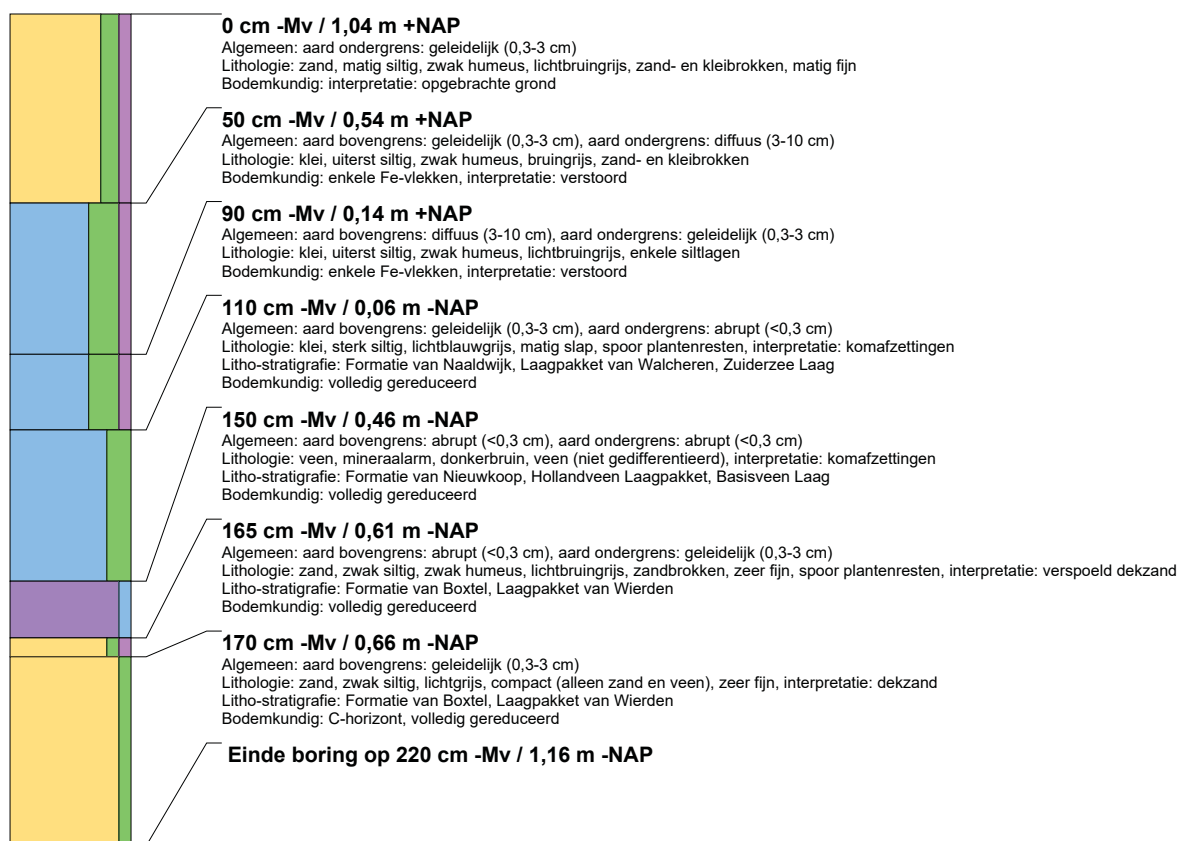 0 cm -Mv / 1,04 m +NAP
Algemeen: aard ondergrens: geleidelijk (0,3-3 cm)
Lithologie: zand, matig siltig, zwak humeus, lichtbruingrijs, zand- en kleibrokken, matig fijn
Bodemkundig: interpretatie: opgebrachte grond
50 cm -Mv / 0,54 m +NAP
Algemeen: aard bovengrens: geleidelijk (0,3-3 cm), aard ondergrens: diffuus (3-10 cm)
Lithologie: klei, uiterst siltig, zwak humeus, bruingrijs, zand- en kleibrokken
Bodemkundig: enkele Fe-vlekken, interpretatie: verstoord
90 cm -Mv / 0,14 m +NAP
Algemeen: aard bovengrens: diffuus (3-10 cm), aard ondergrens: geleidelijk (0,3-3 cm)
Lithologie: klei, uiterst siltig, zwak humeus, lichtbruingrijs, enkele siltlagen
Bodemkundig: enkele Fe-vlekken, interpretatie: verstoord
110 cm -Mv / 0,06 m -NAP
Algemeen: aard bovengrens: geleidelijk (0,3-3 cm), aard ondergrens: abrupt (<0,3 cm)
Lithologie: klei, sterk siltig, lichtblauwgrijs, matig slap, spoor plantenresten, interpretatie: komafzettingen
Litho-stratigrafie: Formatie van Naaldwijk, Laagpakket van Walcheren, Zuiderzee Laag
Bodemkundig: volledig gereduceerd
150 cm -Mv / 0,46 m -NAP
Algemeen: aard bovengrens: abrupt (<0,3 cm), aard ondergrens: abrupt (<0,3 cm)
Lithologie: veen, mineraalarm, donkerbruin, veen (niet gedifferentieerd), interpretatie: komafzettingen
Litho-stratigrafie: Formatie van Nieuwkoop, Hollandveen Laagpakket, Basisveen Laag
Bodemkundig: volledig gereduceerd
165 cm -Mv / 0,61 m -NAP
Algemeen: aard bovengrens: abrupt (<0,3 cm), aard ondergrens: geleidelijk (0,3-3 cm)
Lithologie: zand, zwak siltig, zwak humeus, lichtbruingrijs, zandbrokken, zeer fijn, spoor plantenresten, interpretatie: verspoeld dekzand
Litho-stratigrafie: Formatie van Boxtel, Laagpakket van Wierden
Bodemkundig: volledig gereduceerd
170 cm -Mv / 0,66 m -NAP
Algemeen: aard bovengrens: geleidelijk (0,3-3 cm)
Lithologie: zand, zwak siltig, lichtgrijs, compact (alleen zand en veen), zeer fijn, interpretatie: dekzand
Litho-stratigrafie: Formatie van Boxtel, Laagpakket van Wierden
Bodemkundig: C-horizont, volledig gereduceerd
Einde boring op 220 cm -Mv / 1,16 m -NAP